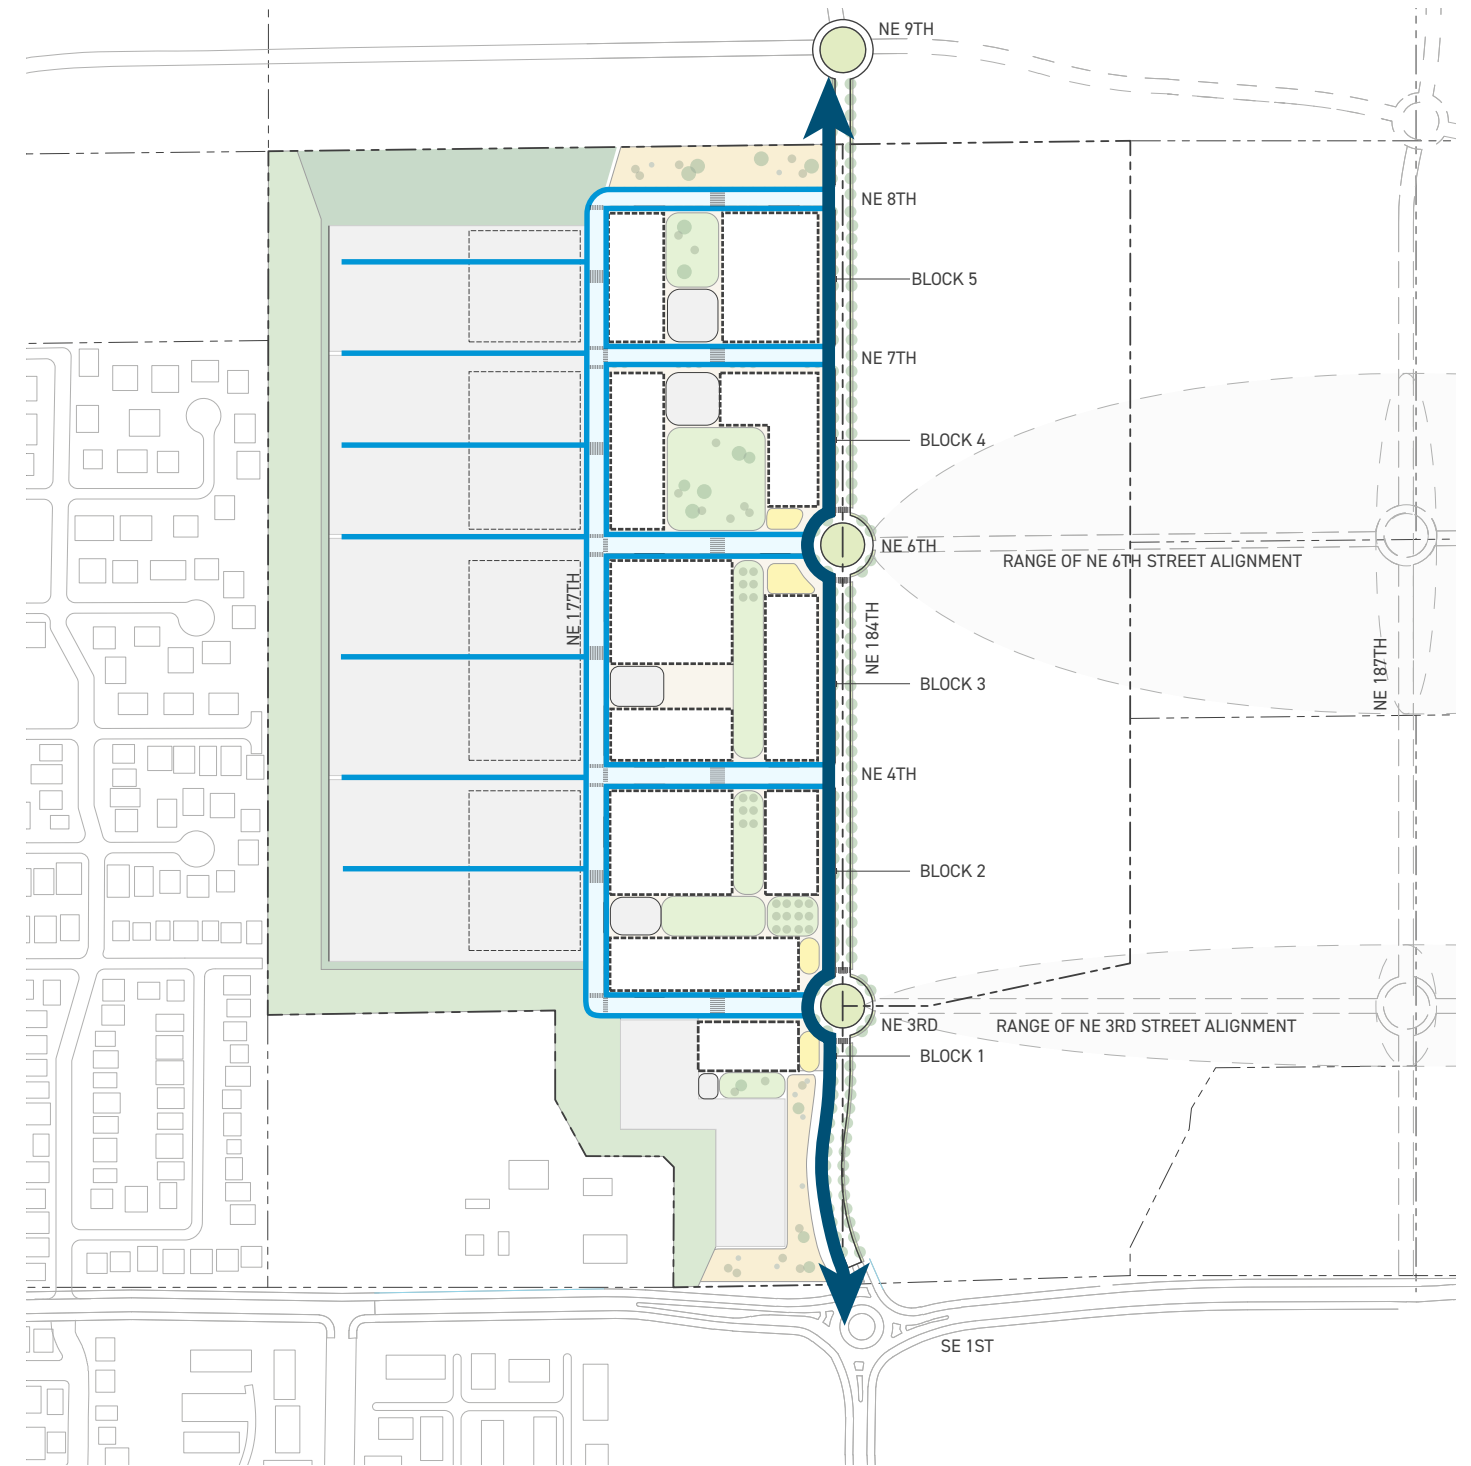 NE 9TH
NE 8TH
BLOCK 5
NE 7TH
BLOCK 4
NE 6TH
RANGE OF NE 6TH STREET ALIGNMENT
NE 177TH
NE 184TH
NE 187TH
BLOCK 3
NE 4TH
BLOCK 2
NE 3RD
RANGE OF NE 3RD STREET ALIGNMENT
BLOCK 1
SE 1ST